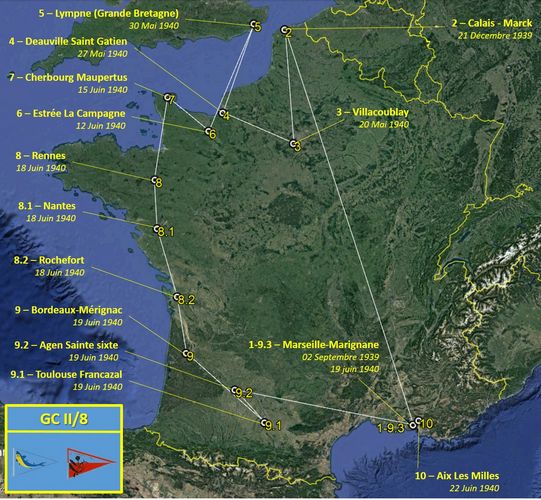 5 – Lympne (Grande Bretagne)
30 Mai 1940
2 – Calais - Marck
21 Décembre 1939
4 – Deauville Saint Gatien
27 Mai 1940
7 – Cherbourg Maupertus
15 Juin 1940
6 – Estrée La Campagne
12 Juin 1940
3 – Villacoublay
20 Mai 1940
8 – Rennes
18 Juin 1940
8.1 – Nantes
18 Juin 1940
8.2 – Rochefort
18 Juin 1940
9 – Bordeaux-Mérignac
19 Juin 1940
9.2 – Agen Sainte sixte
19 Juin 1940
9.1 – Toulouse Francazal
19 Juin 1940
1-9.3 – Marseille-Marignane
02 Septembre 1939
19 juin 1940
10 – Aix Les Milles
22 Juin 1940
5
2
7
4
6
3
8
8.1
8.2
9
9.2
9.1
1-9.3
10
GC II/8